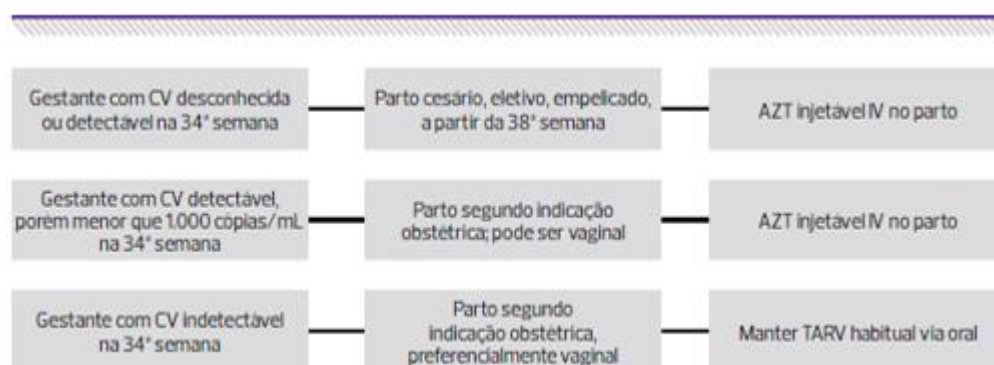 Gestante com CV desconhecida
ou detectável na 34ª semana
Parto cesário, eletivo, empelicado,
a partir da 38ª semana
AZT injetável IV no parto
Gestante com CV detectável,
porém menor que 1.000 cópias/mL
na 34ª semana
Parto segundo indicação
obstétrica; pode ser vaginal
AZT injetável IV no parto
Gestante com CV indetectável
na 34ª semana
Parto segundo
indicação obstétrica,
preferencialmente vaginal
Manter TARV habitual via oral